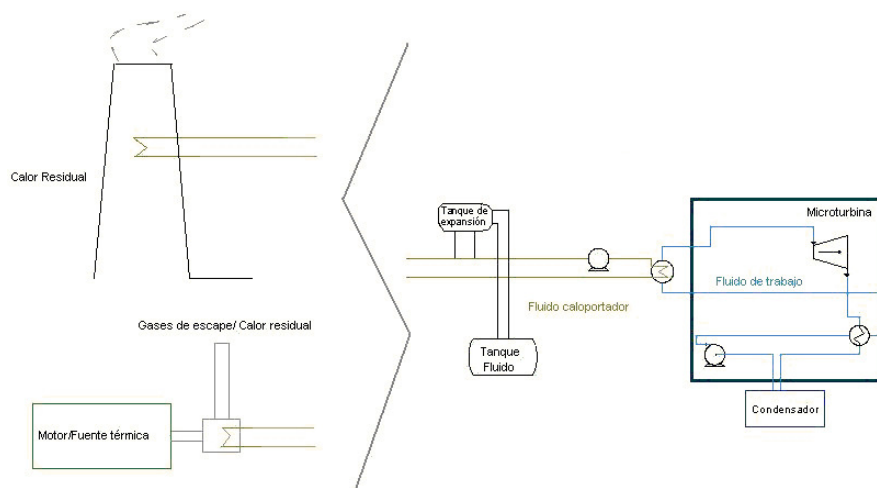 Calor Residual
Gases de escape/ Calor residual
Motor/Fuente térmica
Tanque de
expansión
Fluido caloportador
Tanque
Fluido
Microturbina
Fluido de trabajo
Condensador